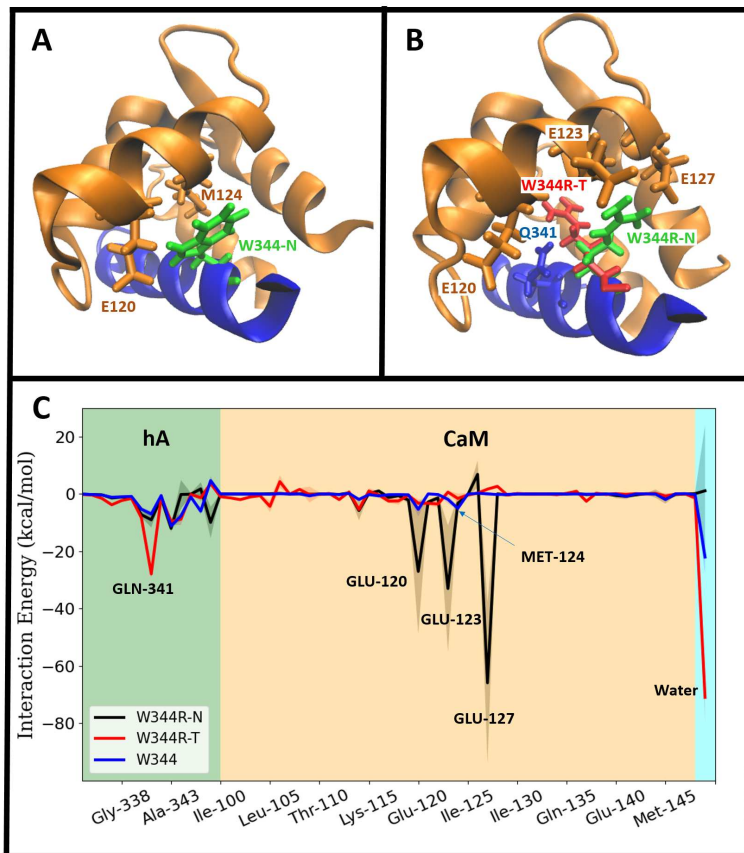 A
M124
W344-N
E120
B
E123
W344R-T
E127
Q341
W344R-N
E120
C
hA
CaM
Interaction Energy (kcal/mol)
20
0
−20
−40
−60
−80
GLN-341
GLU-120
MET-124
GLU-123
GLU-127
Water
W344R-N
W344R-T
W344
Gly-338
Ala-343
Ile-100
Leu-105
Thr-110
Lys-115
Glu-120
Ile-125
Ile-130
Gln-135
Glu-140
Met-145